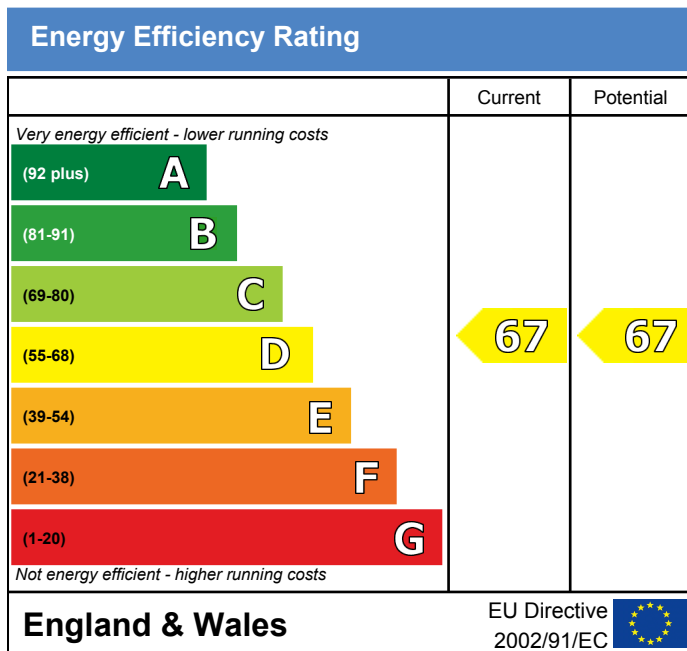 Energy Efficiency Rating
Current Potential
Very energy efficient - lower running costs
(92 plus) A
(81-91) B
(69-80) C
(55-68) D 67 67
(39-54) E
(21-38) F
(1-20) G
Not energy efficient - higher running costs
England & Wales
EU Directive
2002/91/EC